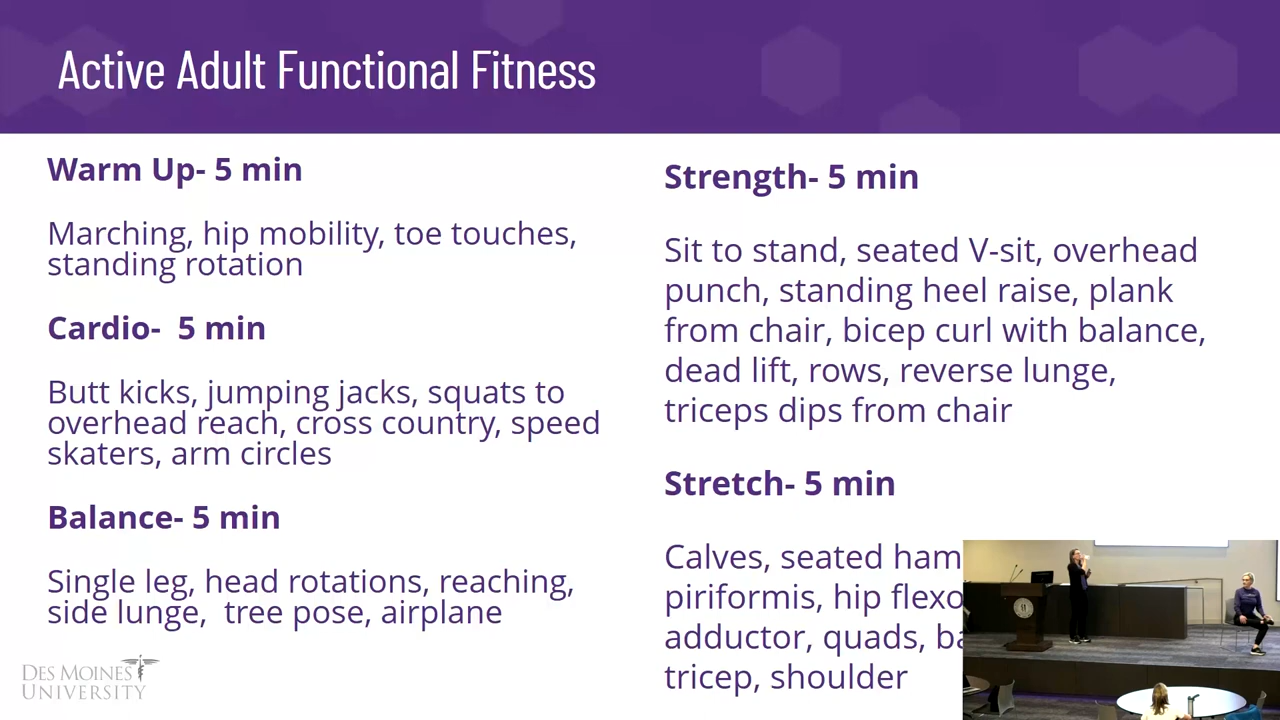 Active Adult Functional Fitness
Warm Up- 5 min
Marching, hip mobility, toe touches,
standing rotation
Cardio-  5 min
Butt kicks, jumping jacks, squats to
overhead reach, cross country, speed
skaters, arm circles
Balance- 5 min
Single leg, head rotations, reaching,
side lunge,  tree pose, airplane
DES MOINES
UNIVERSITY
Strength- 5 min
Sit to stand, seated V-sit, overhead
punch, standing heel raise, plank
from chair, bicep curl with balance,
dead lift, rows, reverse lunge,
triceps dips from chair
Stretch- 5 min
Calves, seated ham
piriformis, hip flexo
adductor, quads, ba
tricep, shoulder